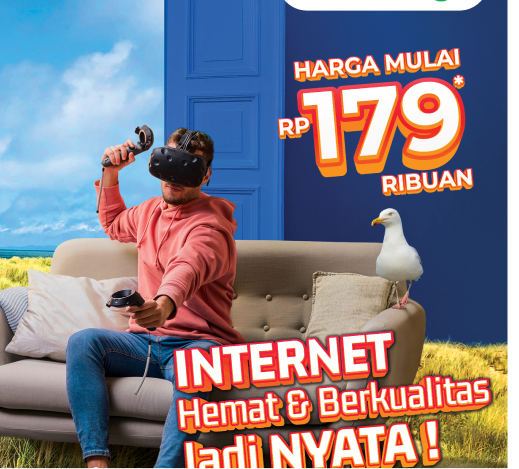 HARGA MULAI
RP 179*
RIBUAN
INTERNET
Hemat & Berkualitas
Jadi NYATA !